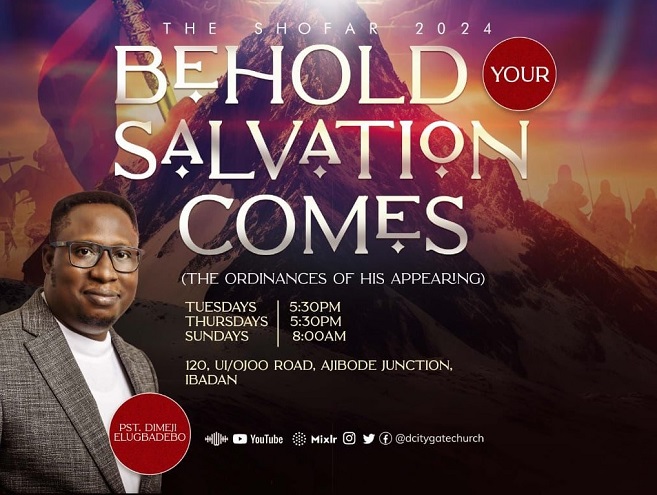 THE SHOFAR 2024
BEHOLD YOUR
SALVATION
COMES
(THE ORDINANCES OF HIS APPEARING)
TUESDAYS 5:30PM
THURSDAYS 5:30PM
SUNDAYS 8:00AM
120, UI/OJOO ROAD, AJIBODE JUNCTION,
IBADAN
PST. DIMEJI
ELUGBADEBO
YouTube Mixlr @dcitygatechurch